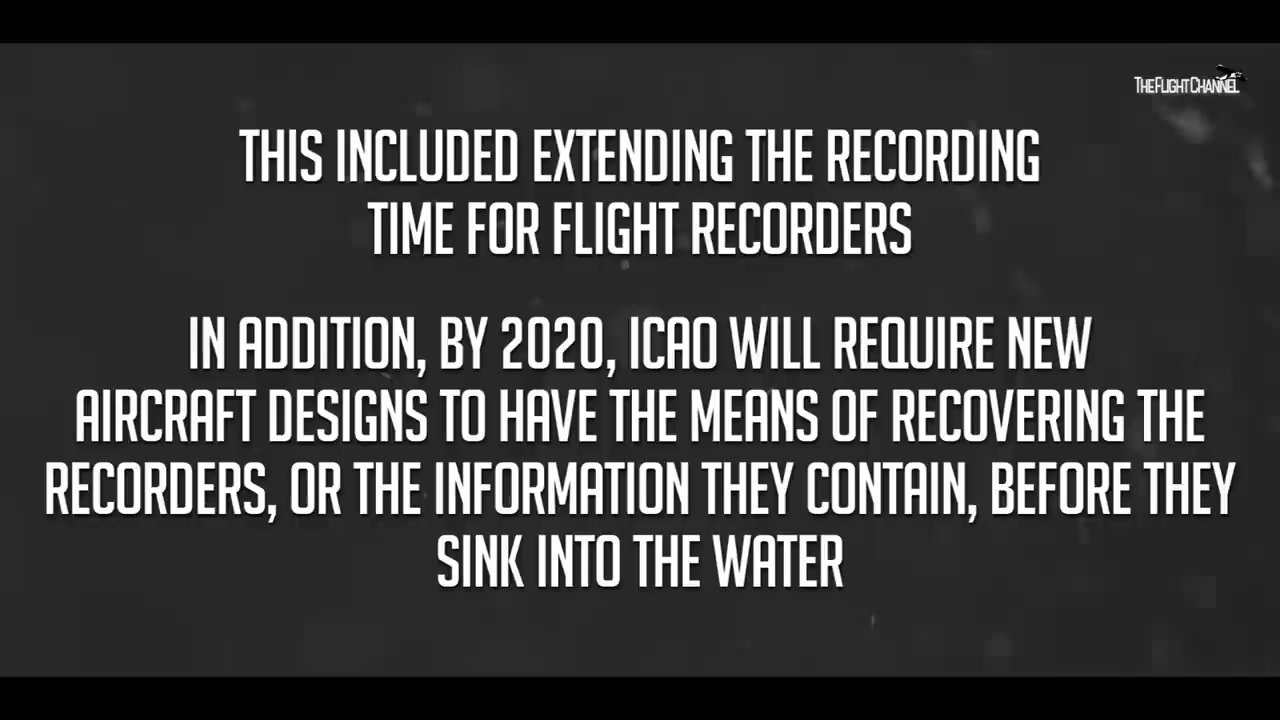 THEFLIGHTCHANNEL
THIS INCLUDED EXTENDING THE RECORDING
TIME FOR FLIGHT RECORDERS
IN ADDITION, BY 2020, ICAO WILL REQUIRE NEW
AIRCRAFT DESIGNS TO HAVE THE MEANS OF RECOVERING THE
RECORDERS, OR THE INFORMATION THEY CONTAIN, BEFORE THEY
SINK INTO THE WATER